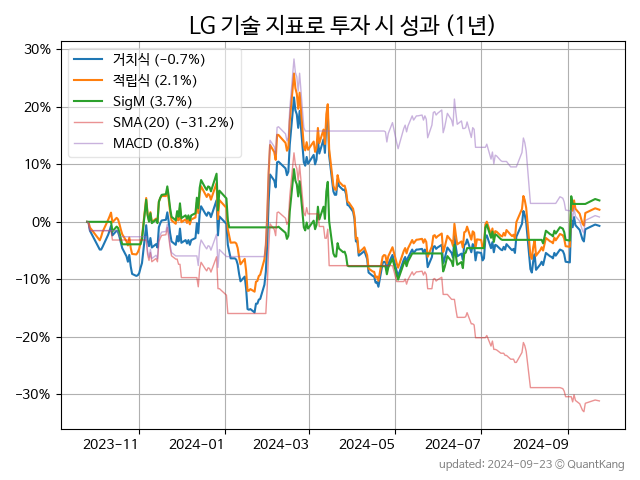 LG 기술 지표로 투자 시 성과 (1년)
30%
20%
10%
0%
−10%
−20%
−30%
거치식 (−0.7%)
적립식 (2.1%)
SigM (3.7%)
SMA(20) (−31.2%)
MACD (0.8%)
2023-11
2024-01
2024-03
2024-05
2024-07
2024-09
updated: 2024-09-23 ⓒ QuantKang